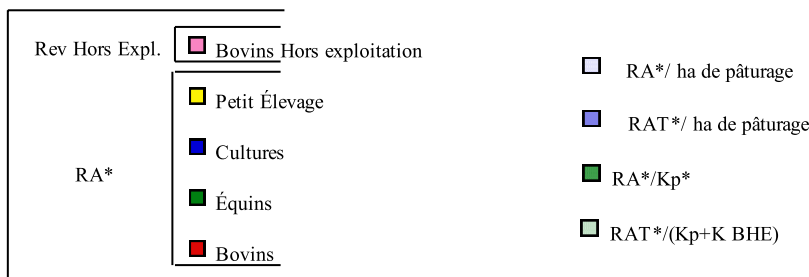 Rev Hors Expl.
Bovins Hors exploitation
RA*
Petit Élevage
Cultures
Équins
Bovins
RA*/ ha de pâturage
RAT*/ ha de pâturage
RA*/Kp*
RAT*/(Kp+K BHE)